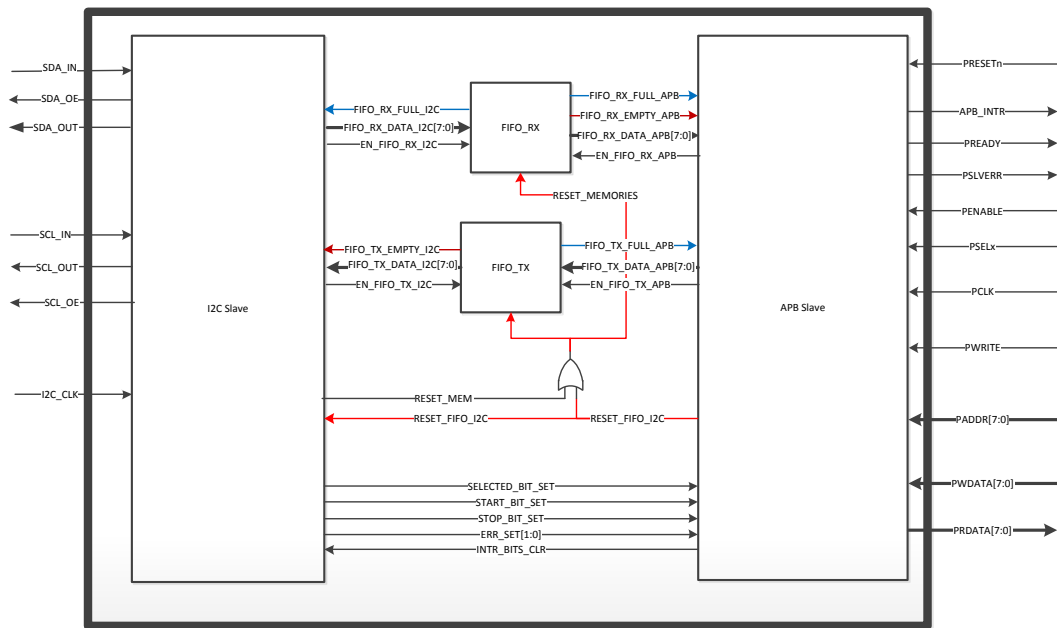 SDA_IN
SDA_OE
SDA_OUT
SCL_IN
SCL_OUT
SCL_OE
I2C_CLK
I2C Slave
FIFO_RX_FULL_I2C
FIFO_RX_DATA_I2C[7:0]
EN_FIFO_RX_I2C
FIFO_RX
FIFO_RX_FULL_APB
FIFO_RX_EMPTY_APB
FIFO_RX_DATA_APB[7:0]
EN_FIFO_RX_APB
RESET_MEMORIES
FIFO_TX_EMPTY_I2C
FIFO_TX_DATA_I2C[7:0]
EN_FIFO_TX_I2C
FIFO_TX
FIFO_TX_FULL_APB
FIFO_TX_DATA_APB[7:0]
EN_FIFO_TX_APB
RESET_MEM
RESET_FIFO_I2C
RESET_FIFO_I2C
SELECTED_BIT_SET
START_BIT_SET
STOP_BIT_SET
ERR_SET[1:0]
INTR_BITS_CLR
APB Slave
PRESETn
APB_INTR
PREADY
PSLVERR
PENABLE
PSELx
PCLK
PWRITE
PADDR[7:0]
PWDATA[7:0]
PRDATA[7:0]